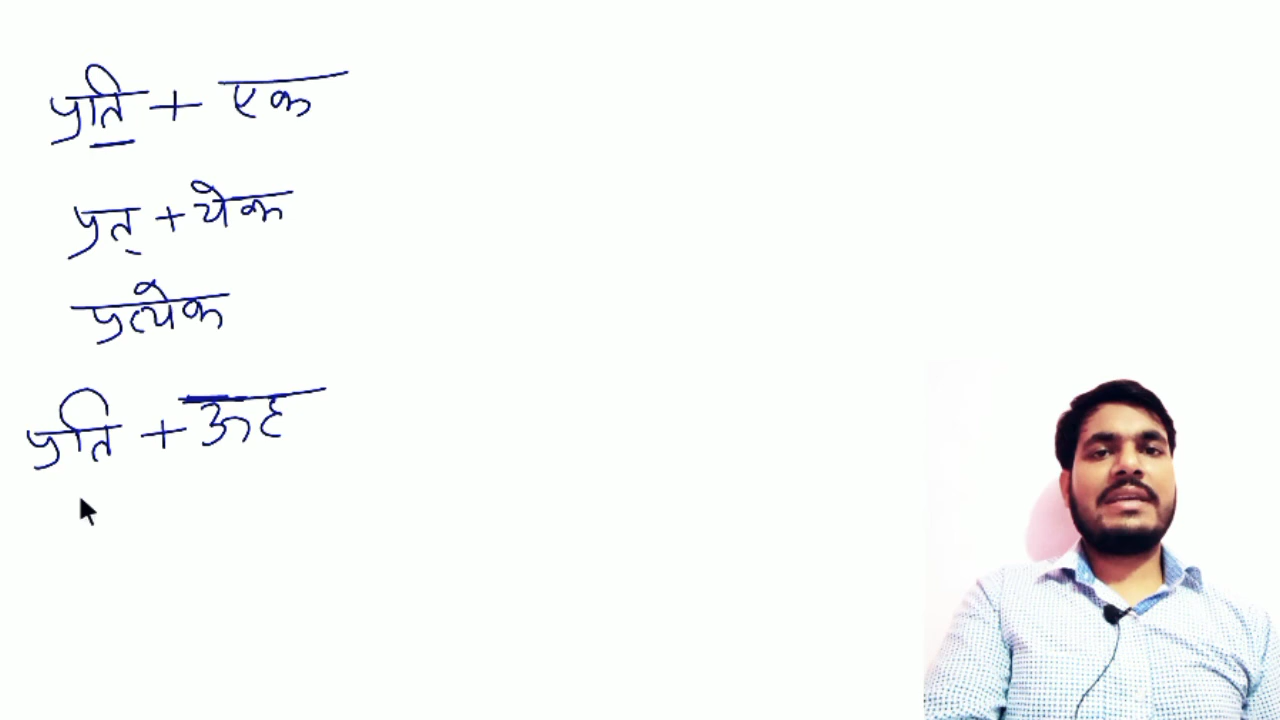 प्रति + एक
प्रत् + येक
प्रत्येक
प्रति + ऊह